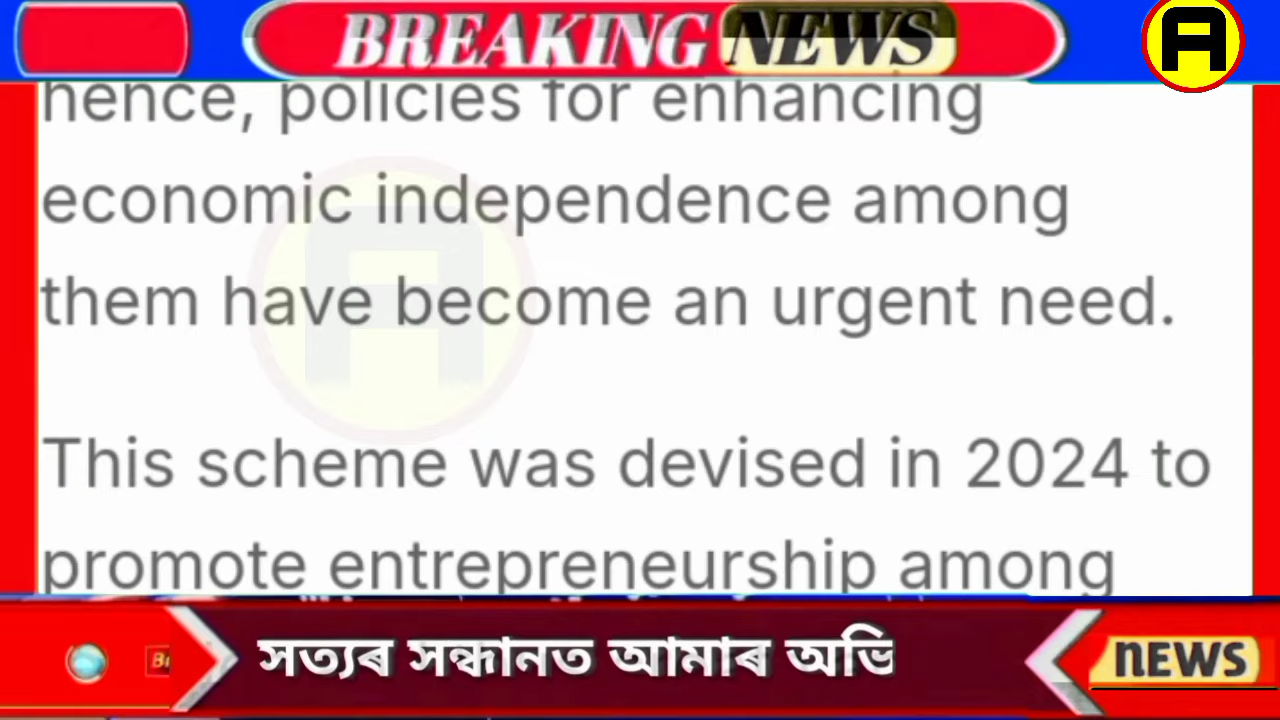 BREAKING NEWS
A
hence, policies for enhancing
economic independence among
them have become an urgent need.
This scheme was devised in 2024 to
promote entrepreneurship among
সত্যৰ সন্ধানত আমাৰ অভি
NEWS